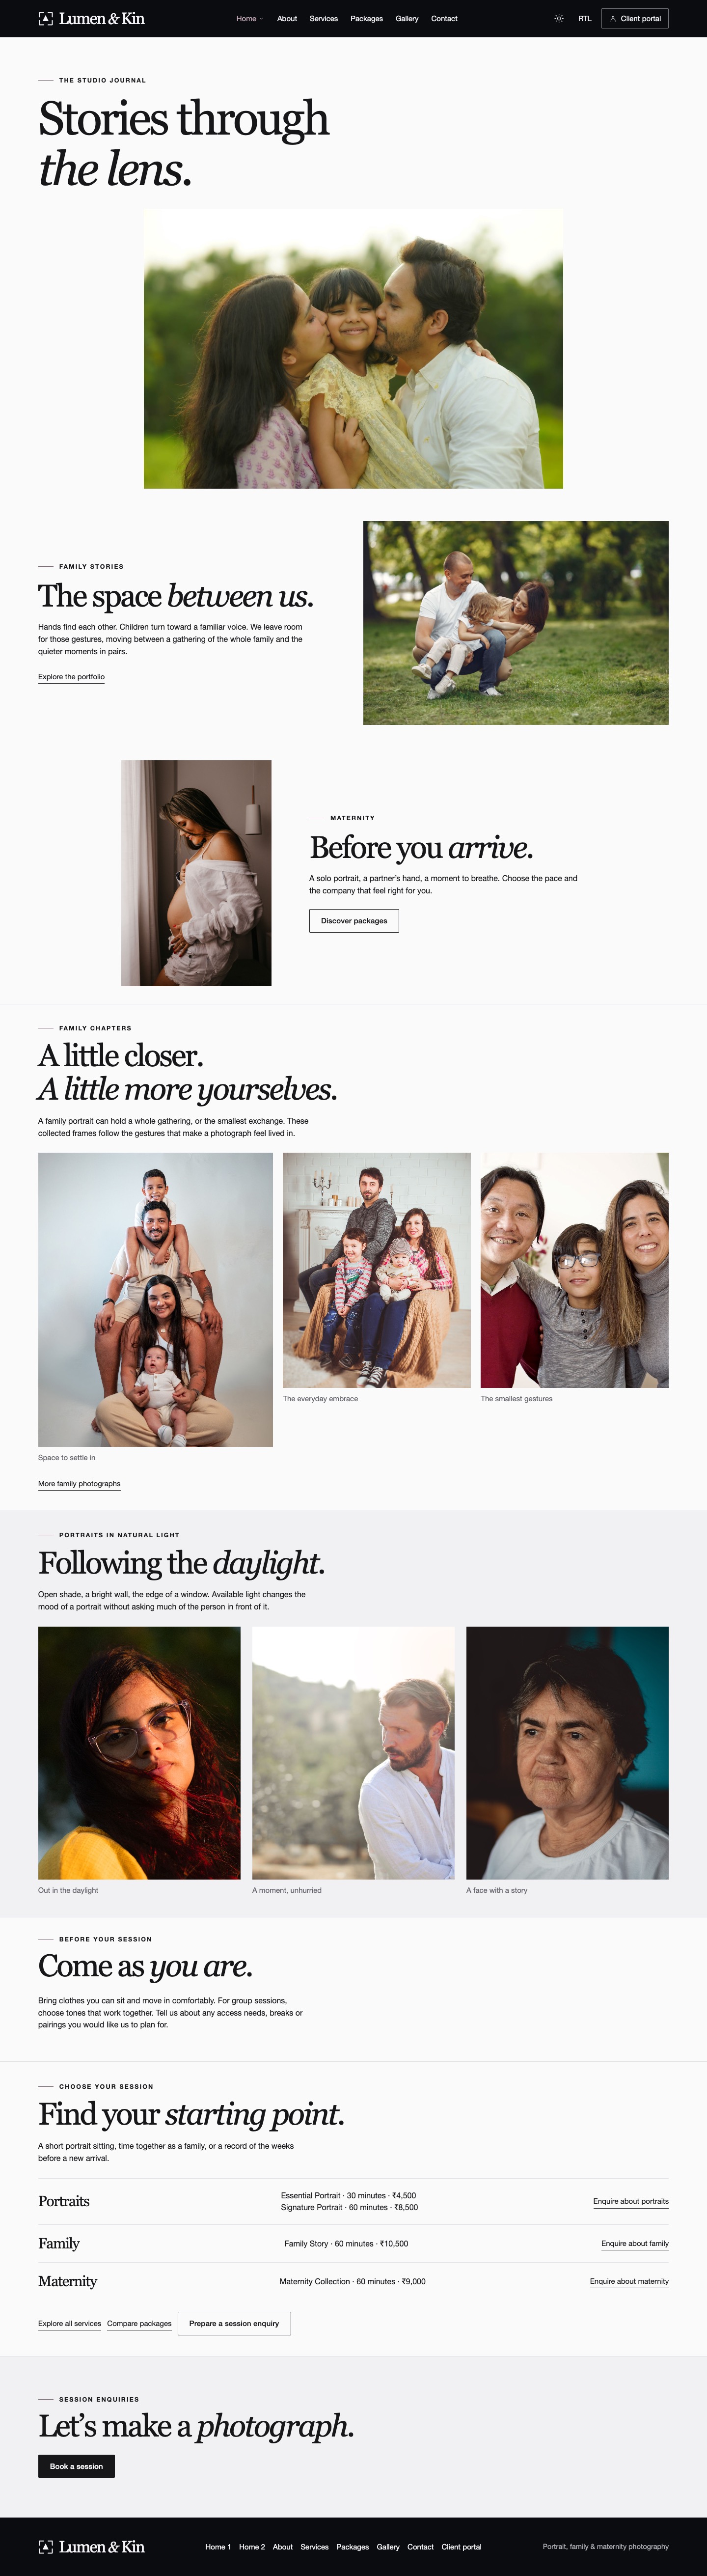 Lumen & Kin
Home
About
Services
Packages
Gallery
Contact
RTL
Client portal
THE STUDIO JOURNAL
Stories through
the lens.
FAMILY STORIES
The space between us.
Hands find each other. Children turn toward a familiar voice. We leave room
for those gestures, moving between a gathering of the whole family and the
quieter moments in pairs.
Explore the portfolio
MATERNITY
Before you arrive.
A solo portrait, a partner’s hand, a moment to breathe. Choose the pace and
the company that feel right for you.
Discover packages
FAMILY CHAPTERS
A little closer.
A little more yourselves.
A family portrait can hold a whole gathering, or the smallest exchange. These
collected frames follow the gestures that make a photograph feel lived in.
Space to settle in
The everyday embrace
The smallest gestures
More family photographs
PORTRAITS IN NATURAL LIGHT
Following the daylight.
Open shade, a bright wall, the edge of a window. Available light changes the
mood of a portrait without asking much of the person in front of it.
Out in the daylight
A moment, unhurried
A face with a story
BEFORE YOUR SESSION
Come as you are.
Bring clothes you can sit and move in comfortably. For group sessions,
choose tones that work together. Tell us about any access needs, breaks or
pairings you would like us to plan for.
CHOOSE YOUR SESSION
Find your starting point.
A short portrait sitting, time together as a family, or a record of the weeks
before a new arrival.
Portraits
Essential Portrait · 30 minutes · ₹4,500
Signature Portrait · 60 minutes · ₹8,500
Enquire about portraits
Family
Family Story · 60 minutes · ₹10,500
Enquire about family
Maternity
Maternity Collection · 60 minutes · ₹9,000
Enquire about maternity
Explore all services
Compare packages
Prepare a session enquiry
SESSION ENQUIRIES
Let’s make a photograph.
Book a session
Lumen & Kin
Home 1
Home 2
About
Services
Packages
Gallery
Contact
Client portal
Portrait, family & maternity photography